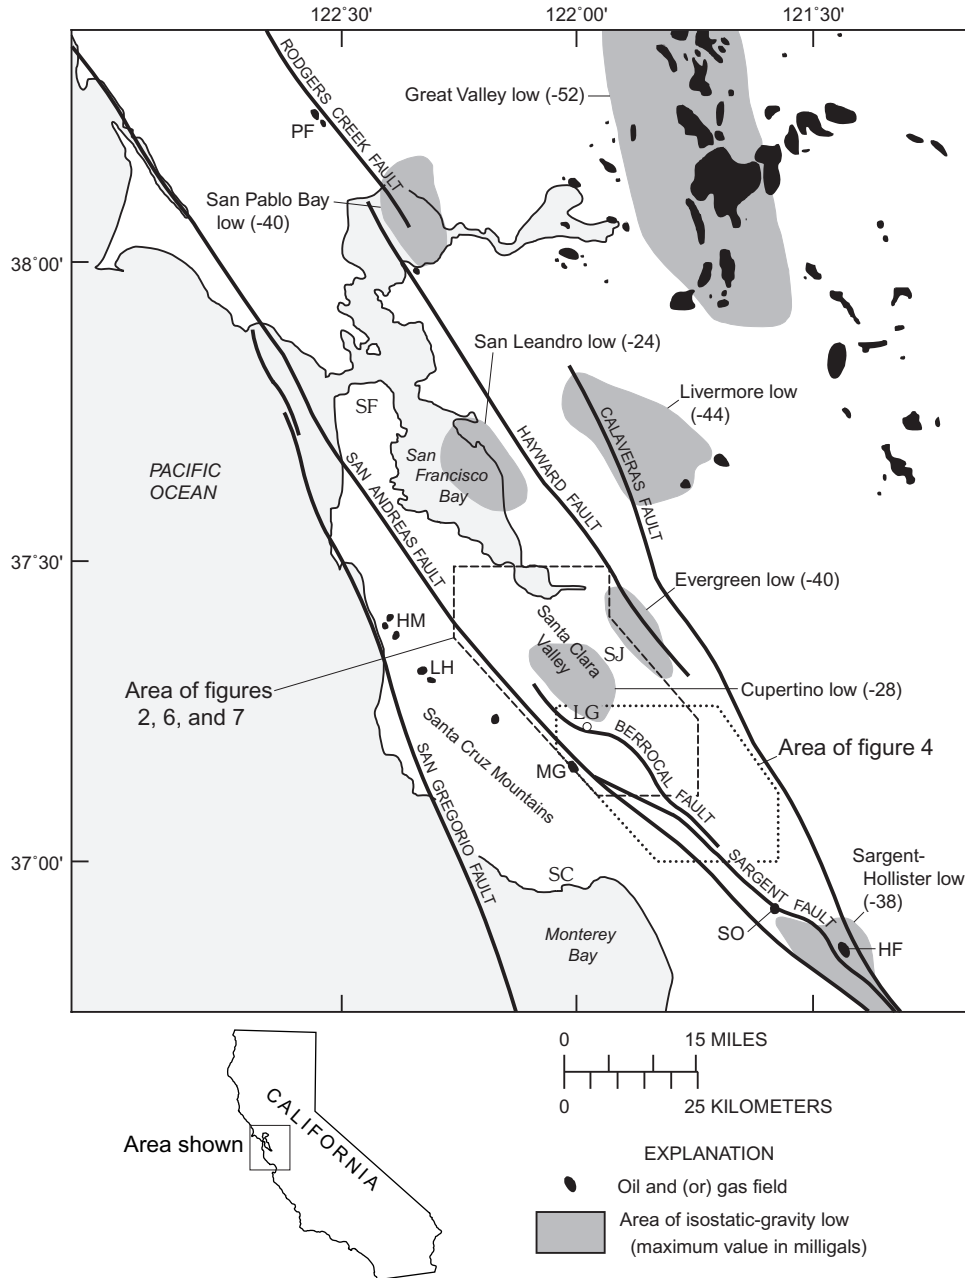 122˚30'
122˚00'
121˚30'
RODGERS CREEK FAULT
Great Valley low (-52)
PF
San Pablo Bay
low (-40)
38˚00'
San Leandro low (-24)
Livermore low
(-44)
SF
CALAVERAS FAULT
HAYWARD FAULT
San
Francisco
Bay
SAN ANDREAS FAULT
PACIFIC
OCEAN
37˚30'
Evergreen low (-40)
Santa Clara
Valley
SJ
HM
LH
Cupertino low (-28)
Area of figures
2, 6, and 7
LG
BERROCAL FAULT
Area of figure 4
Santa Cruz Mountains
MG
SAN GREGORIO FAULT
37˚00'
SC
SARGENT FAULT
Sargent-
Hollister low
(-38)
SO
HF
Monterey
Bay
0 15 MILES
0 25 KILOMETERS
CALIFORNIA
Area shown
EXPLANATION
Oil and (or) gas field
Area of isostatic-gravity low
(maximum value in milligals)